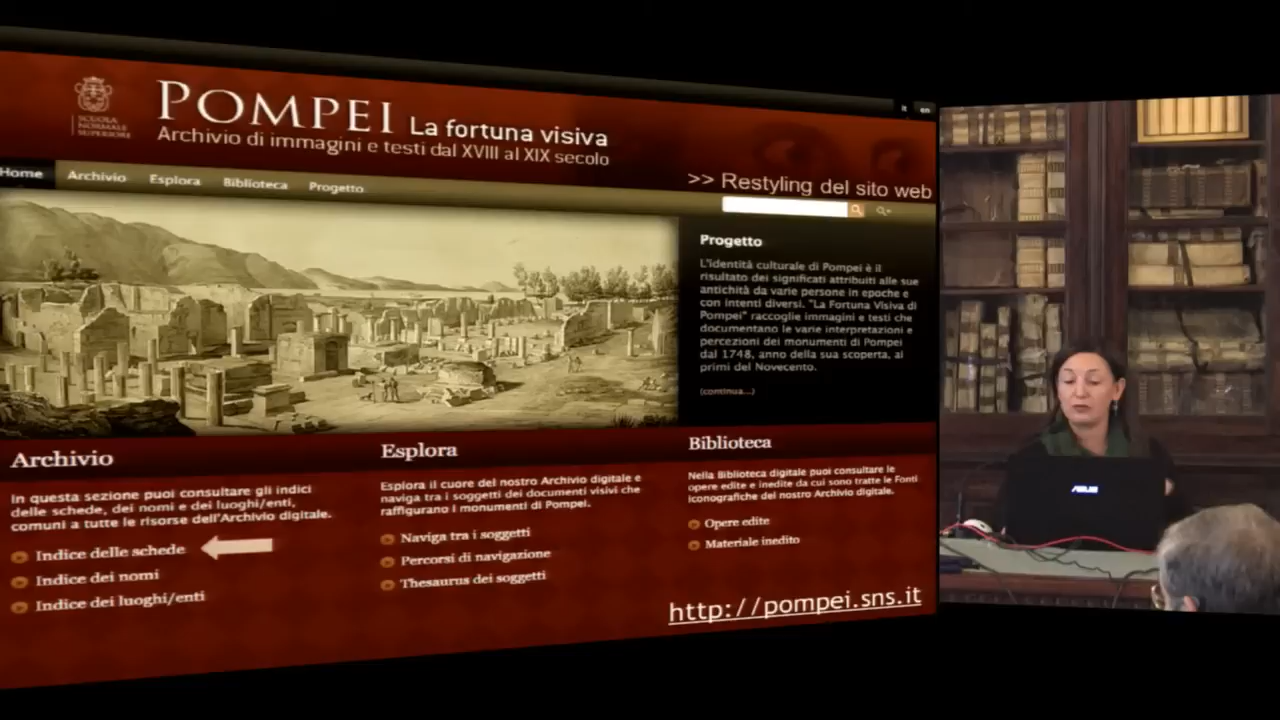 it en
SCUOLA
NORMALE
SUPERIORE
POMPEI La fortuna visiva
Archivio di immagini e testi dal XVIII al XIX secolo
Home Archivio Esplora Biblioteca Progetto
>> Restyling del sito web
Progetto
L'identità culturale di Pompei è il
risultato dei significati attribuiti alle sue
antichità da varie persone in epoche e
con intenti diversi. "La Fortuna Visiva di
Pompei" raccoglie immagini e testi che
documentano le varie interpretazioni e
percezioni dei monumenti di Pompei
dal 1748, anno della sua scoperta, ai
primi del Novecento.
(continua...)
Archivio
In questa sezione puoi consultare gli indici
delle schede, dei nomi e dei luoghi/enti,
comuni a tutte le risorse dell'Archivio digitale.
Indice delle schede
Indice dei nomi
Indice dei luoghi/enti
Esplora
Esplora il cuore del nostro Archivio digitale e
naviga tra i soggetti dei documenti visivi che
raffigurano i monumenti di Pompei.
Naviga tra i soggetti
Percorsi di navigazione
Thesaurus dei soggetti
Biblioteca
Nella Biblioteca digitale puoi consultare le
opere edite e inedite da cui sono tratte le Fonti
iconografiche del nostro Archivio digitale.
Opere edite
Materiale inedito
http://pompei.sns.it
ASUS